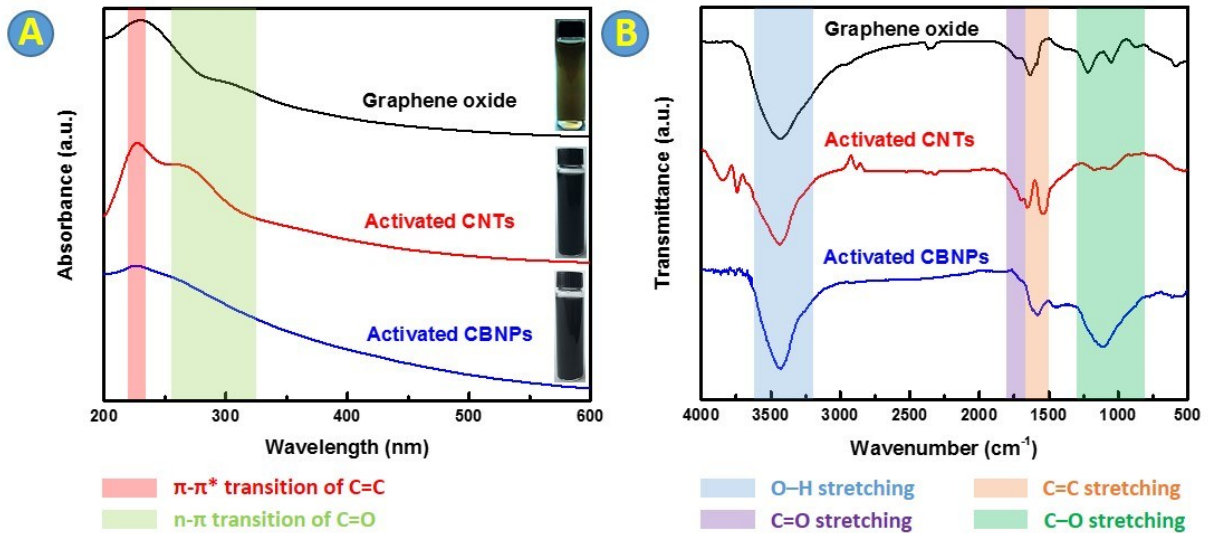 A
B
Graphene oxide
Activated CNTs
Activated CBNPs
Absorbance (a.u.)
200
300
400
500
600
Wavelength (nm)
π-π* transition of C=C
n-π transition of C=O
Graphene oxide
Activated CNTs
Activated CBNPs
Transmittance (a.u.)
4000
3500
3000
2500
2000
1500
1000
500
Wavenumber (cm⁻¹)
O–H stretching
C=C stretching
C=O stretching
C–O stretching